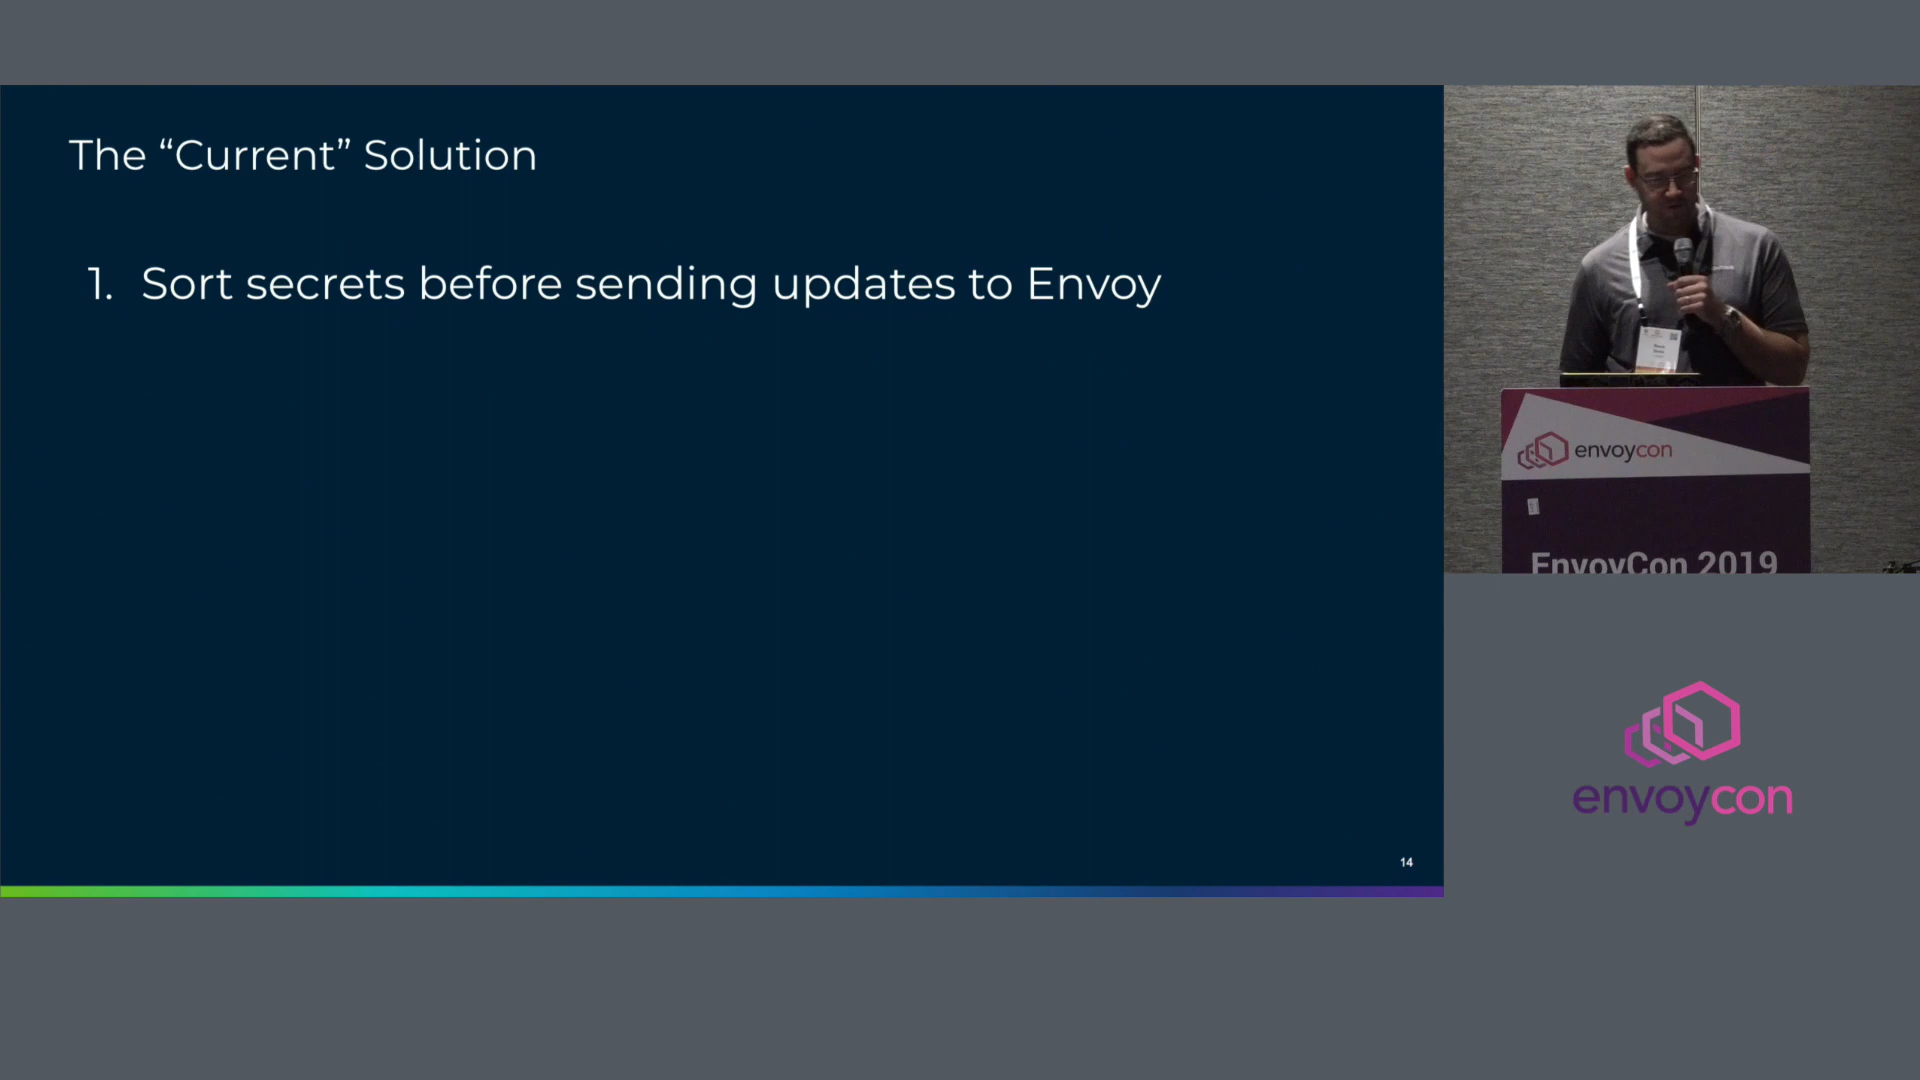 The “Current” Solution
1. Sort secrets before sending updates to Envoy
14
envoycon
EnvoyCon 2019
envoycon